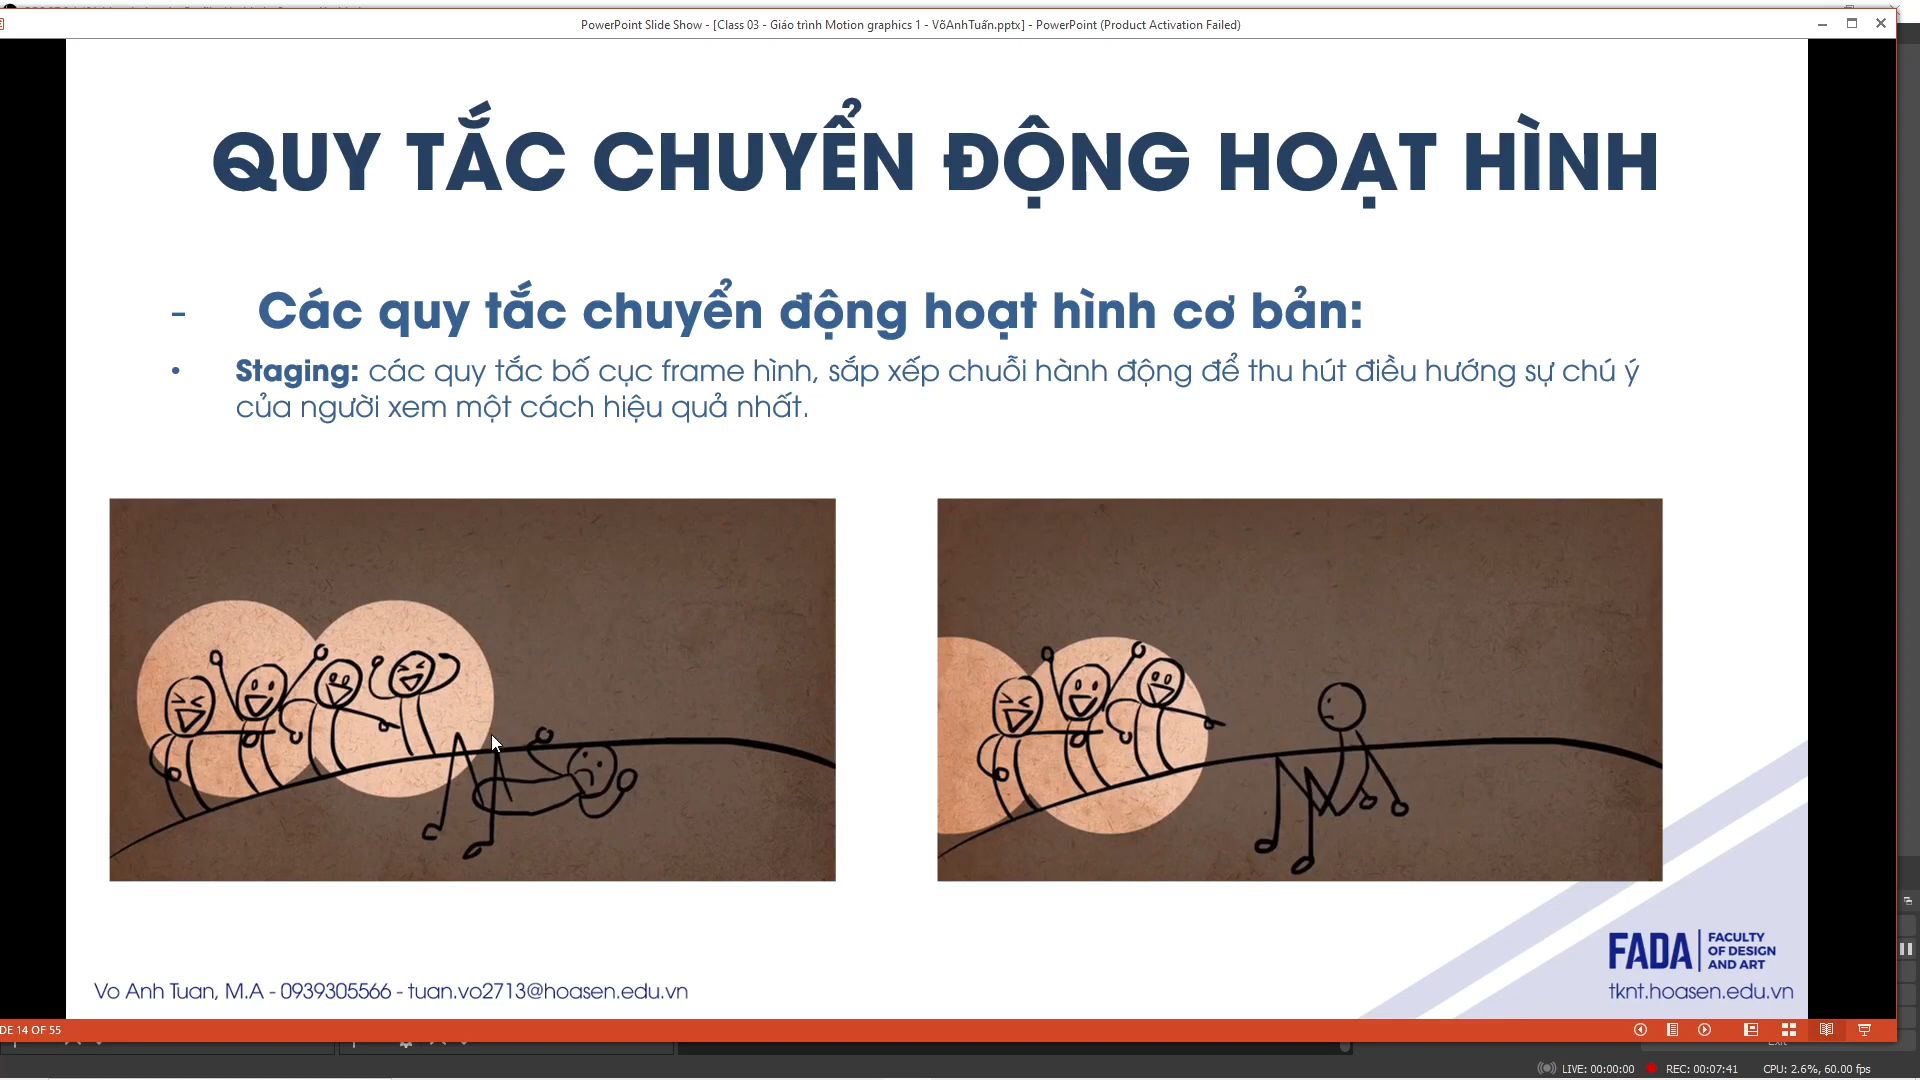 PowerPoint Slide Show - [Class 03 - Giáo trình Motion graphics 1 - VõAnhTuấn.pptx] - PowerPoint (Product Activation Failed)
QUY TẮC CHUYỂN ĐỘNG HOẠT HÌNH
- Các quy tắc chuyển động hoạt hình cơ bản:
• Staging: các quy tắc bố cục frame hình, sắp xếp chuỗi hành động để thu hút điều hướng sự chú ý
của người xem một cách hiệu quả nhất.
FADA FACULTY
OF DESIGN
AND ART
Vo Anh Tuan, M.A - 0939305566 - tuan.vo2713@hoasen.edu.vn
tknt.hoasen.edu.vn
DE 14 OF 55
Exit
LIVE: 00:00:00 REC: 00:07:41 CPU: 2.6%, 60.00 fps